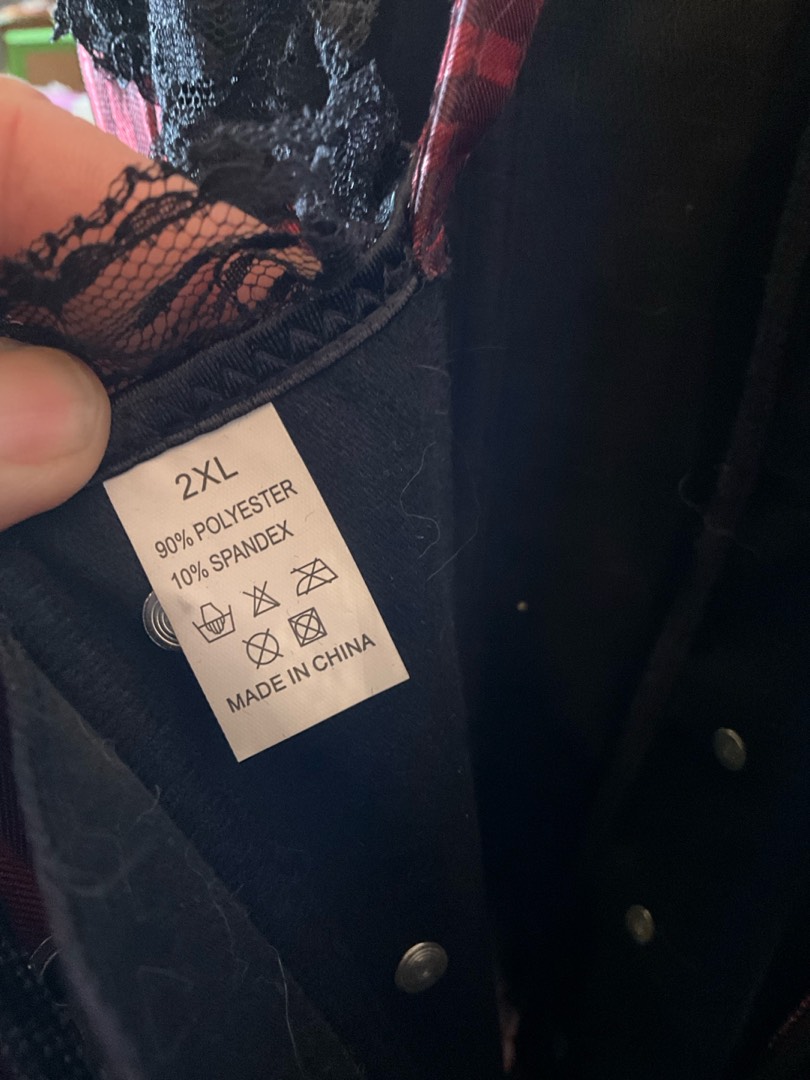 2XL
90% POLYESTER
10% SPANDEX
MADE IN CHINA